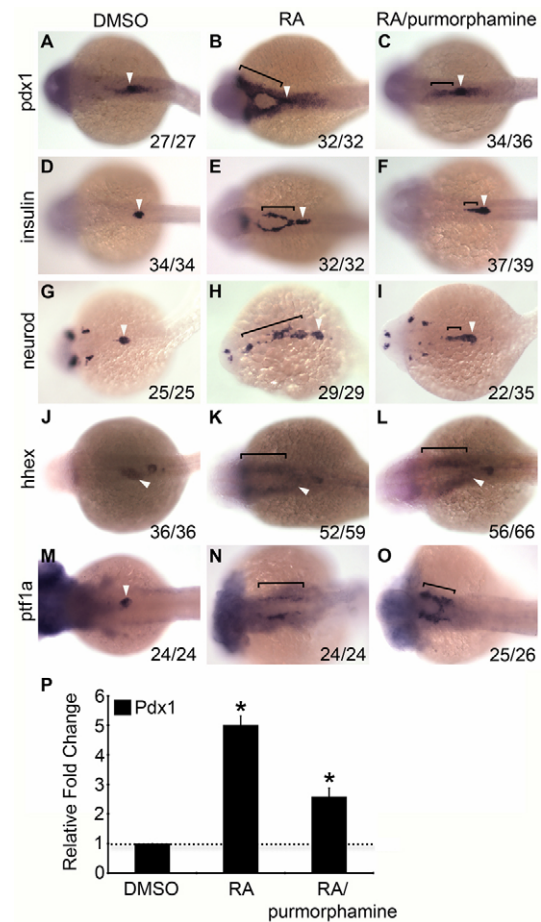 DMSO RA RA/purmorphamine
A B C
pdx1
27/27 32/32 34/36
D E F
insulin
34/34 32/32 37/39
G H I
neurod
25/25 29/29 22/35
J K L
hhex
36/36 52/59 56/66
M N O
ptf1a
24/24 24/24 25/26
P
Pdx1
Relative Fold Change
6
5
4
3
2
1
0
* *
DMSO RA RA/
purmorphamine